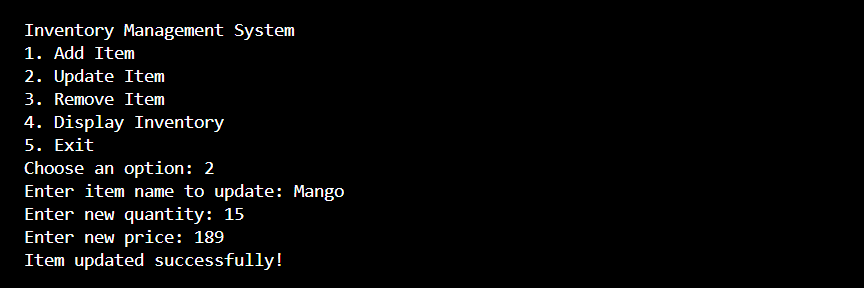 Inventory Management System
1. Add Item
2. Update Item
3. Remove Item
4. Display Inventory
5. Exit
Choose an option: 2
Enter item name to update: Mango
Enter new quantity: 15
Enter new price: 189
Item updated successfully!